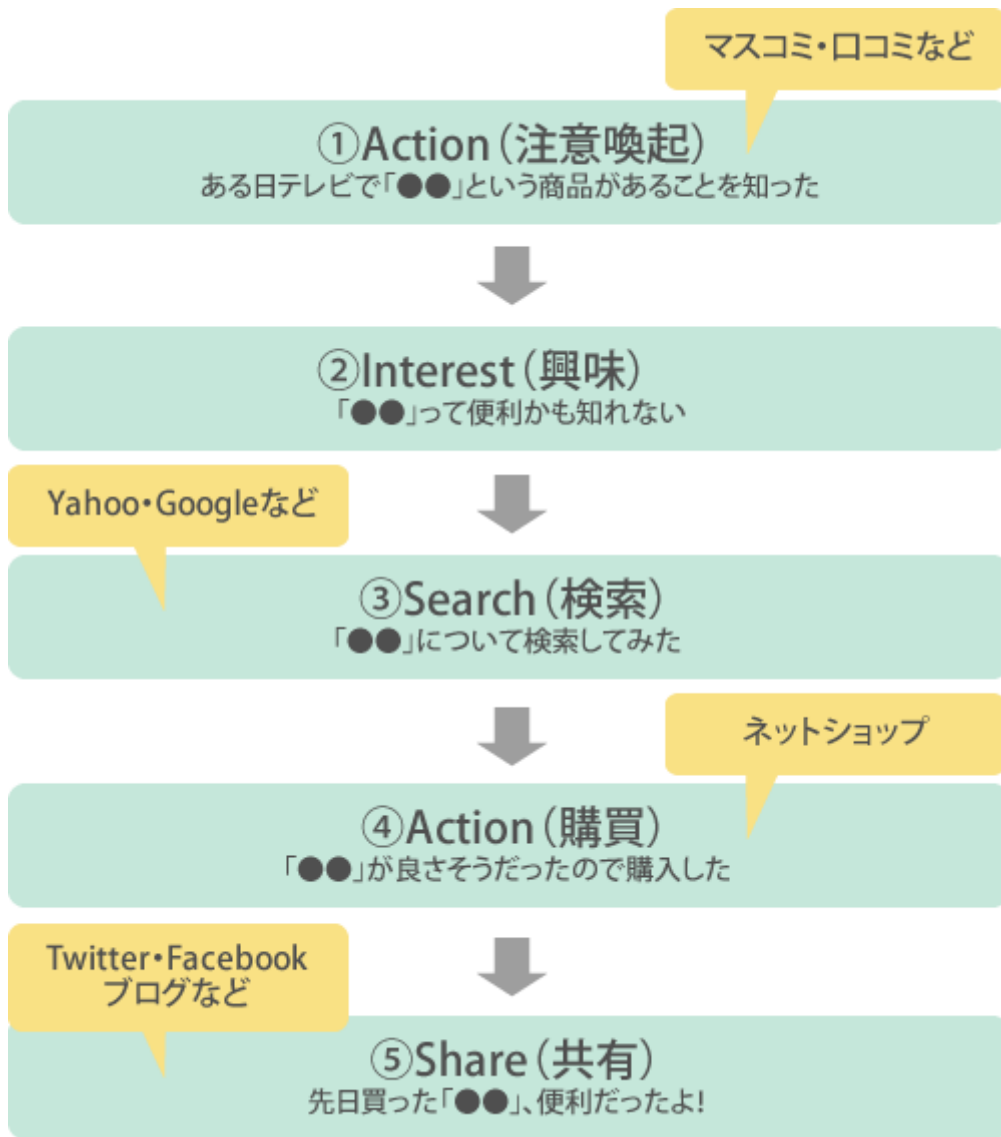 マスコミ・口コミなど
①Action(注意喚起)
ある日テレビで「●●」という商品があることを知った
②Interest(興味)
「●●」って便利かも知れない
Yahoo・Googleなど
③Search(検索)
「●●」について検索してみた
ネットショップ
④Action(購買)
「●●」が良さそうだったので購入した
Twitter・Facebook
ブログなど
⑤Share(共有)
先日買った「●●」、便利だったよ!